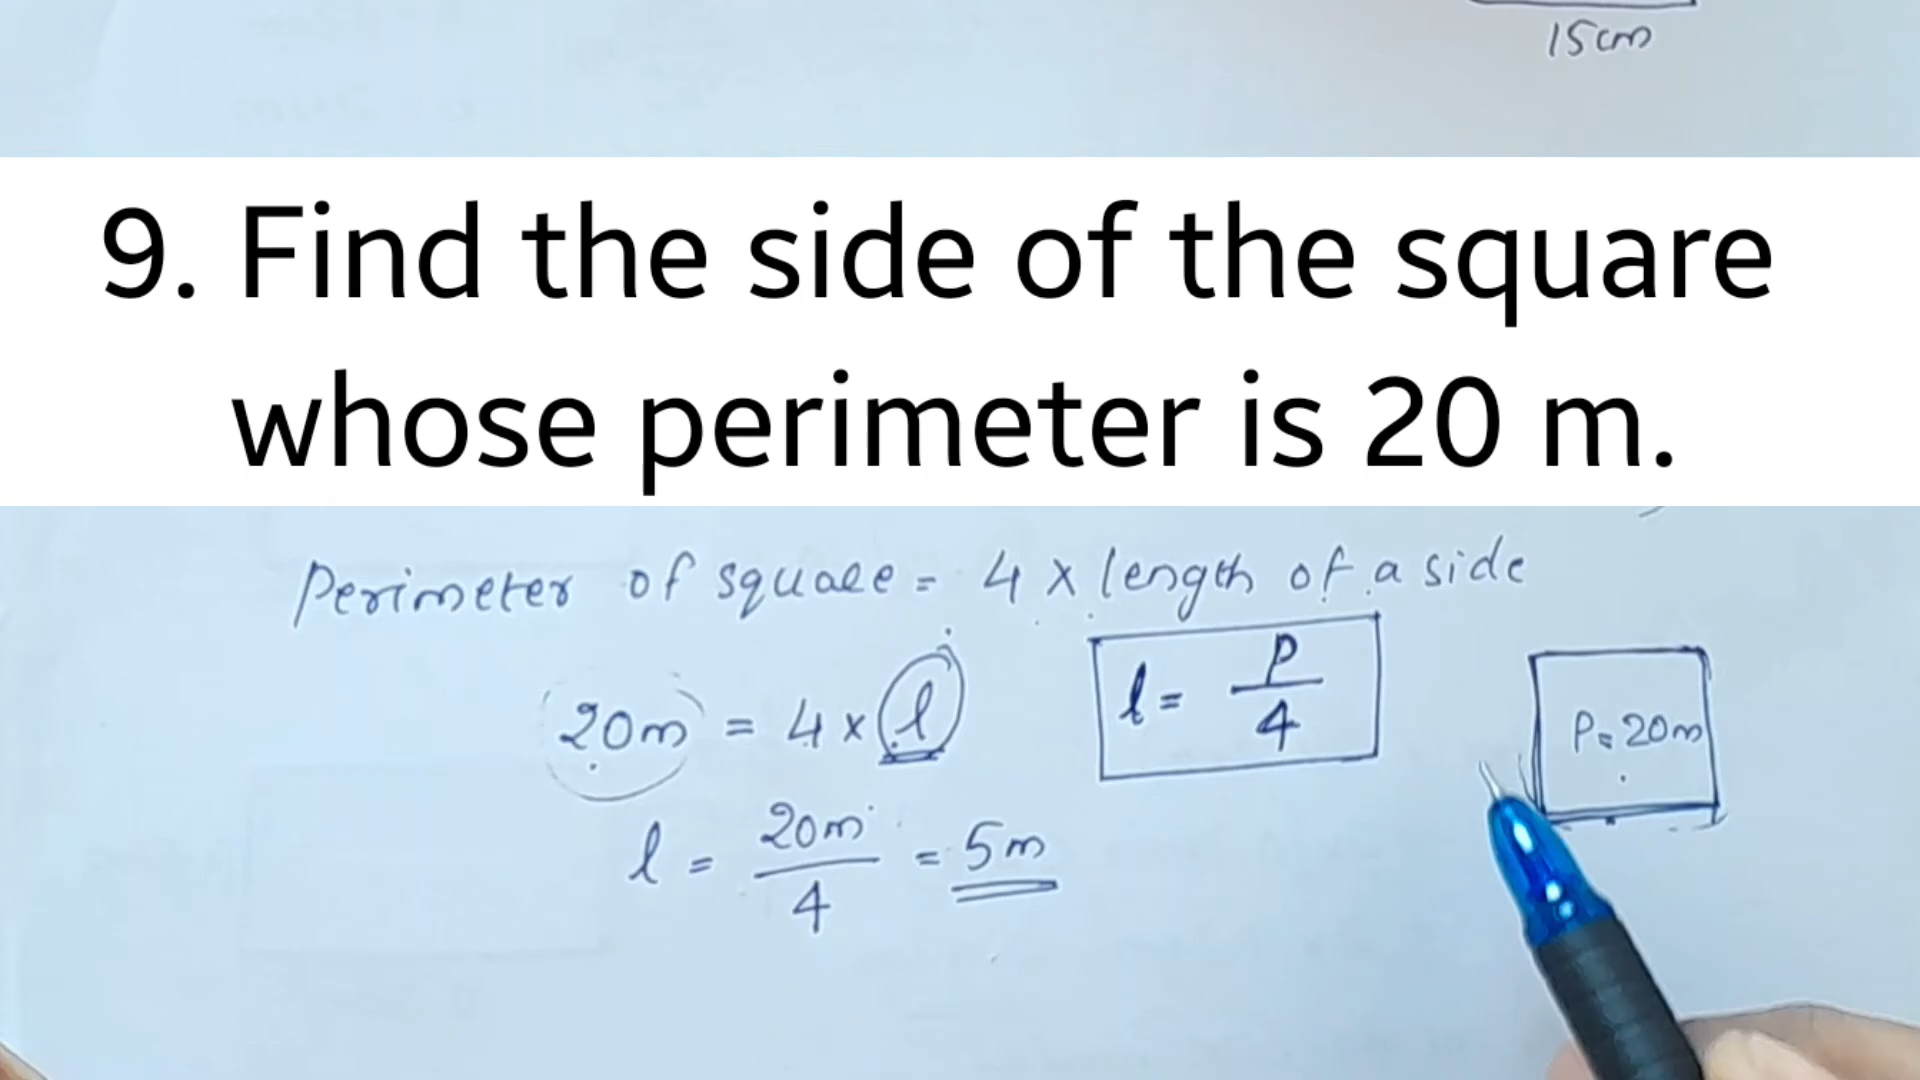 15cm
9. Find the side of the square
whose perimeter is 20 m.
Perimeter of square = 4 x length of a side
20m = 4 x l
l = P/4
P = 20m
l = 20m/4 = 5m